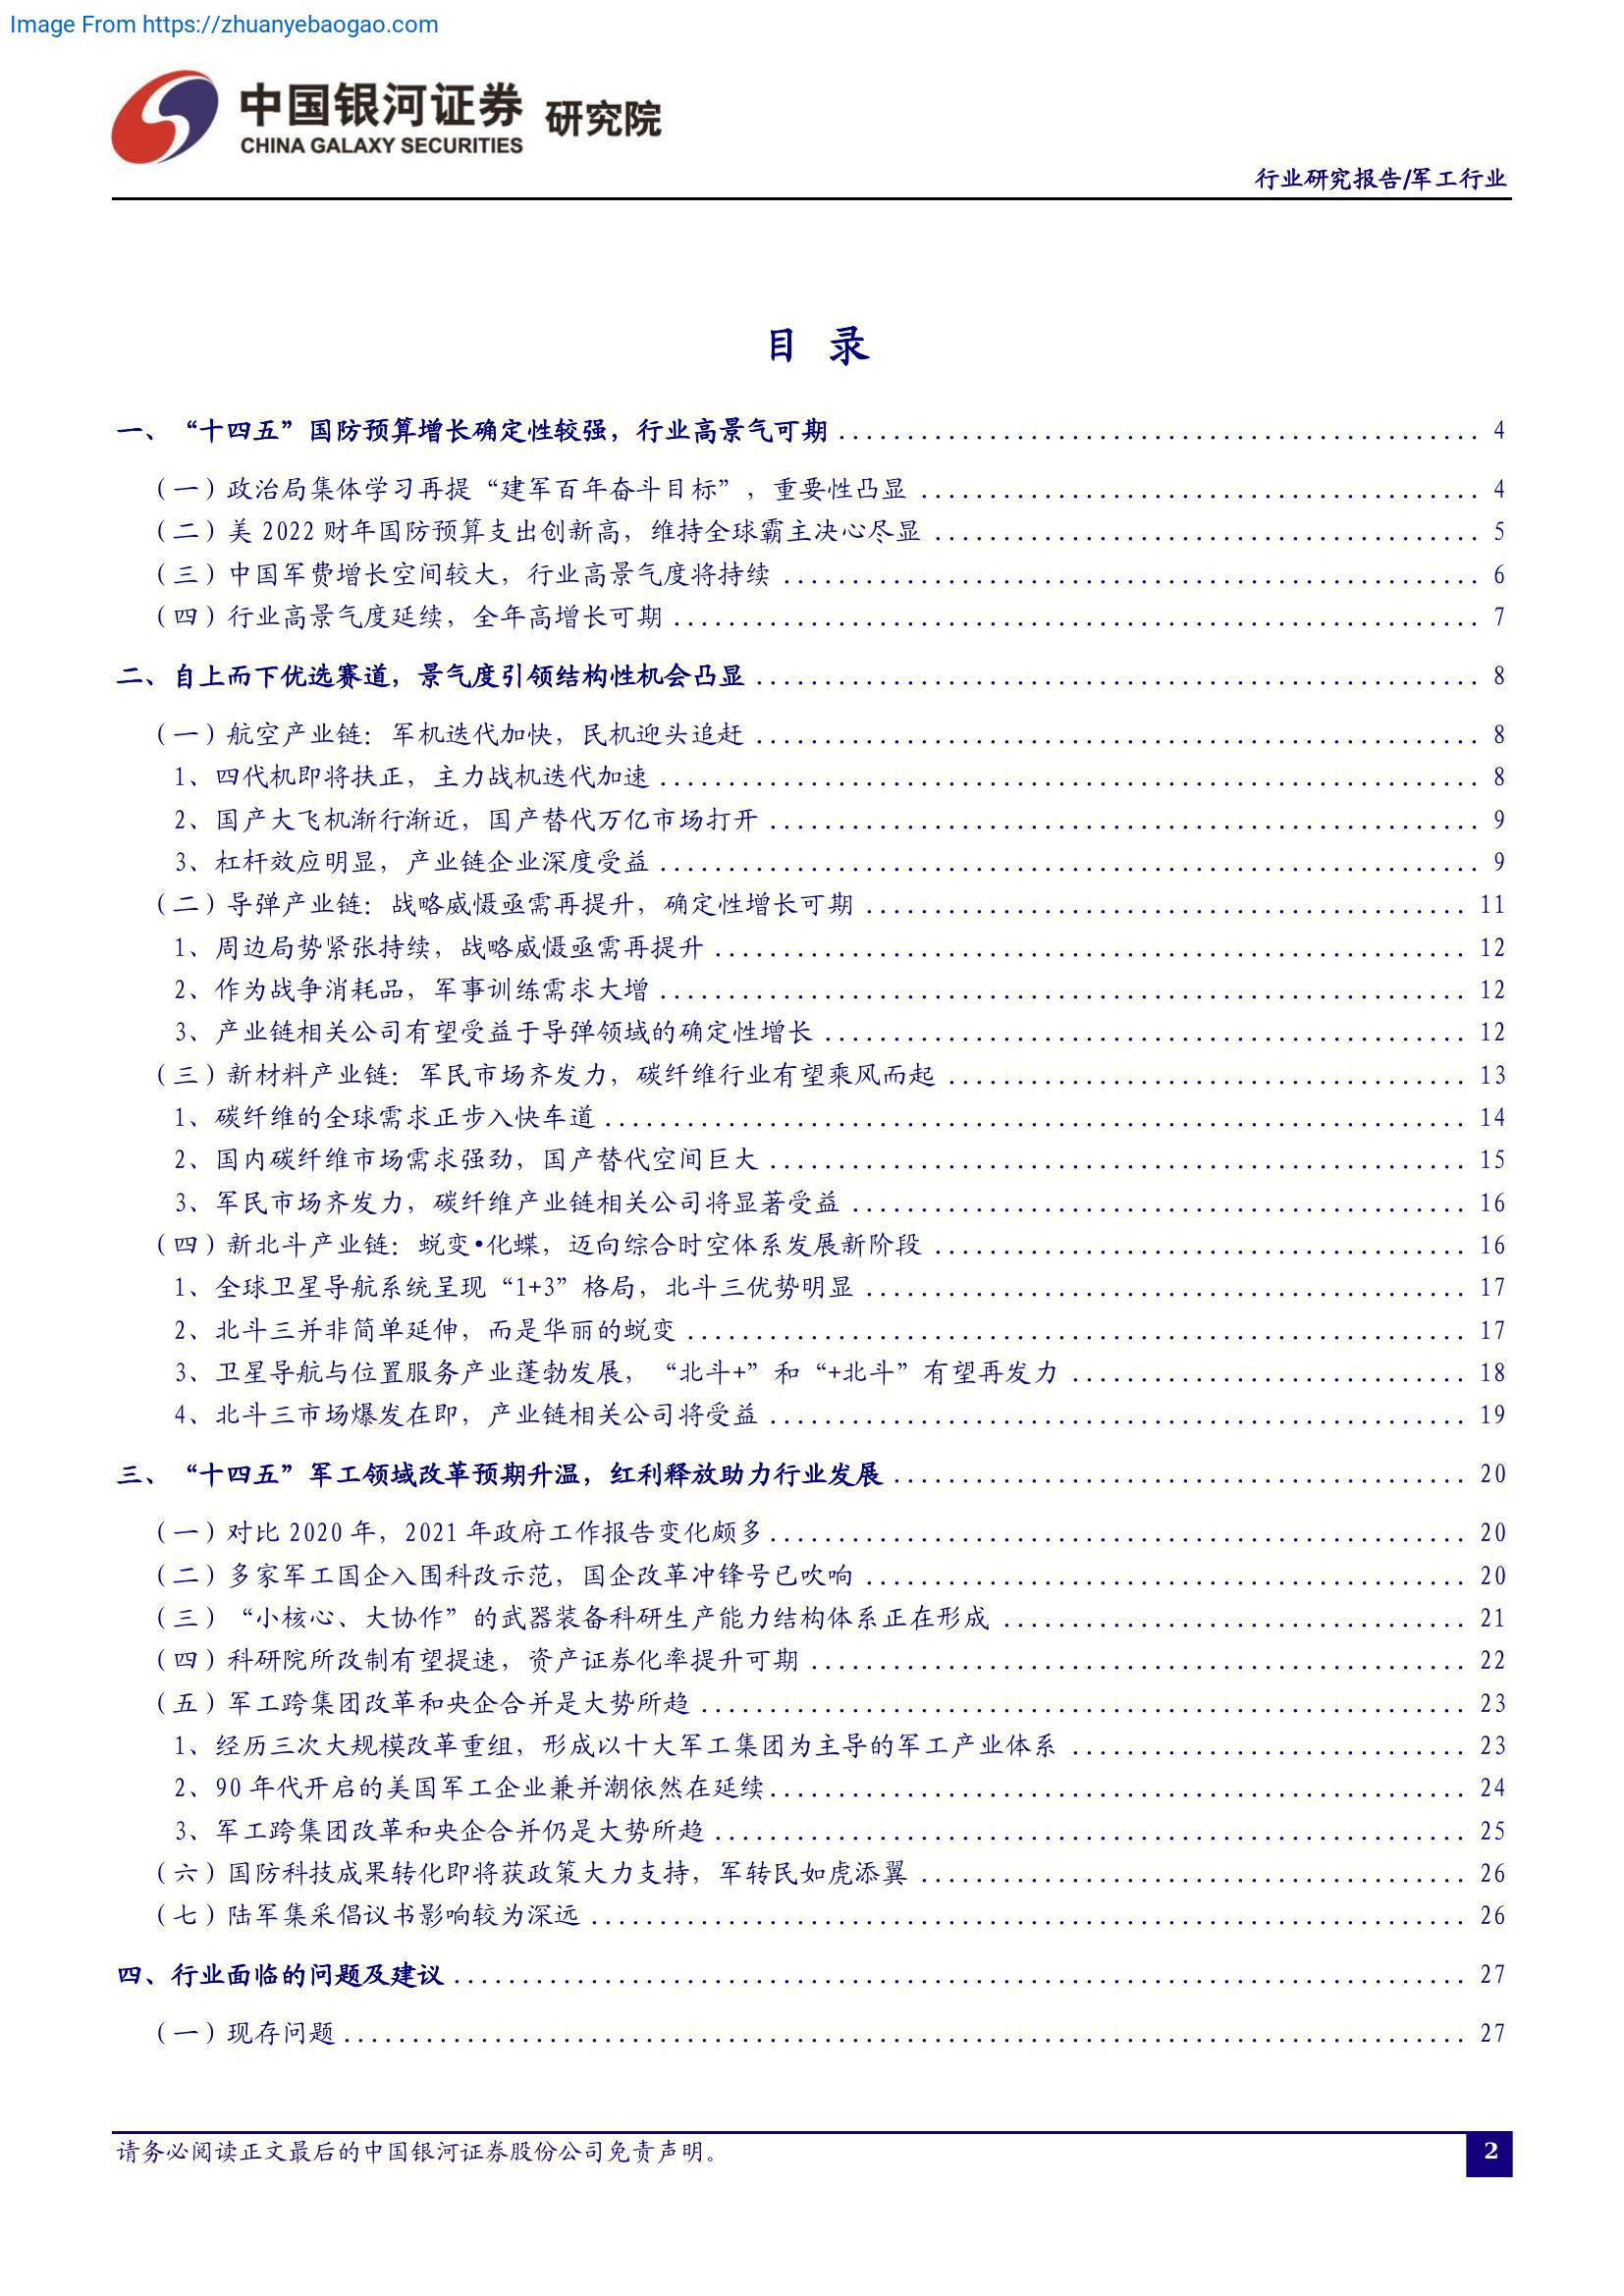 Image From https://zhuanyebaogao.com
中国银河证券 研究院
CHINA GALAXY SECURITIES
行业研究报告/军工行业
目 录
一、“十四五”国防预算增长确定性较强，行业高景气可期 ........ 4
（一）政治局集体学习再提“建军百年奋斗目标”，重要性凸显 ........ 4
（二）美 2022 财年国防预算支出创新高，维持全球霸主决心尽显 ........ 5
（三）中国军费增长空间较大，行业高景气度将持续 ........ 6
（四）行业高景气度延续，全年高增长可期 ........ 7
二、自上而下优选赛道，景气度引领结构性机会凸显 ........ 8
（一）航空产业链：军机迭代加快，民机迎头追赶 ........ 8
1、四代机即将扶正，主力战机迭代加速 ........ 8
2、国产大飞机渐行渐近，国产替代万亿市场打开 ........ 9
3、杠杆效应明显，产业链企业深度受益 ........ 9
（二）导弹产业链：战略威慑亟需再提升，确定性增长可期 ........ 11
1、周边局势紧张持续，战略威慑亟需再提升 ........ 12
2、作为战争消耗品，军事训练需求大增 ........ 12
3、产业链相关公司有望受益于导弹领域的确定性增长 ........ 12
（三）新材料产业链：军民市场齐发力，碳纤维行业有望乘风而起 ........ 13
1、碳纤维的全球需求正步入快车道 ........ 14
2、国内碳纤维市场需求强劲，国产替代空间巨大 ........ 15
3、军民市场齐发力，碳纤维产业链相关公司将显著受益 ........ 16
（四）新北斗产业链：蜕变•化蝶，迈向综合时空体系发展新阶段 ........ 16
1、全球卫星导航系统呈现“1+3”格局，北斗三优势明显 ........ 17
2、北斗三并非简单延伸，而是华丽的蜕变 ........ 17
3、卫星导航与位置服务产业蓬勃发展，“北斗+”和“+北斗”有望再发力 ........ 18
4、北斗三市场爆发在即，产业链相关公司将受益 ........ 19
三、“十四五”军工领域改革预期升温，红利释放助力行业发展 ........ 20
（一）对比 2020 年，2021 年政府工作报告变化颇多 ........ 20
（二）多家军工国企入围科改示范，国企改革冲锋号已吹响 ........ 20
（三）“小核心、大协作”的武器装备科研生产能力结构体系正在形成 ........ 21
（四）科研院所改制有望提速，资产证券化率提升可期 ........ 22
（五）军工跨集团改革和央企合并是大势所趋 ........ 23
1、经历三次大规模改革重组，形成以十大军工集团为主导的军工产业体系 ........ 23
2、90 年代开启的美国军工企业兼并潮依然在延续 ........ 24
3、军工跨集团改革和央企合并仍是大势所趋 ........ 25
（六）国防科技成果转化即将获政策大力支持，军转民如虎添翼 ........ 26
（七）陆军集采倡议书影响较为深远 ........ 26
四、行业面临的问题及建议 ........ 27
（一）现存问题 ........ 27
请务必阅读正文最后的中国银河证券股份公司免责声明。
2